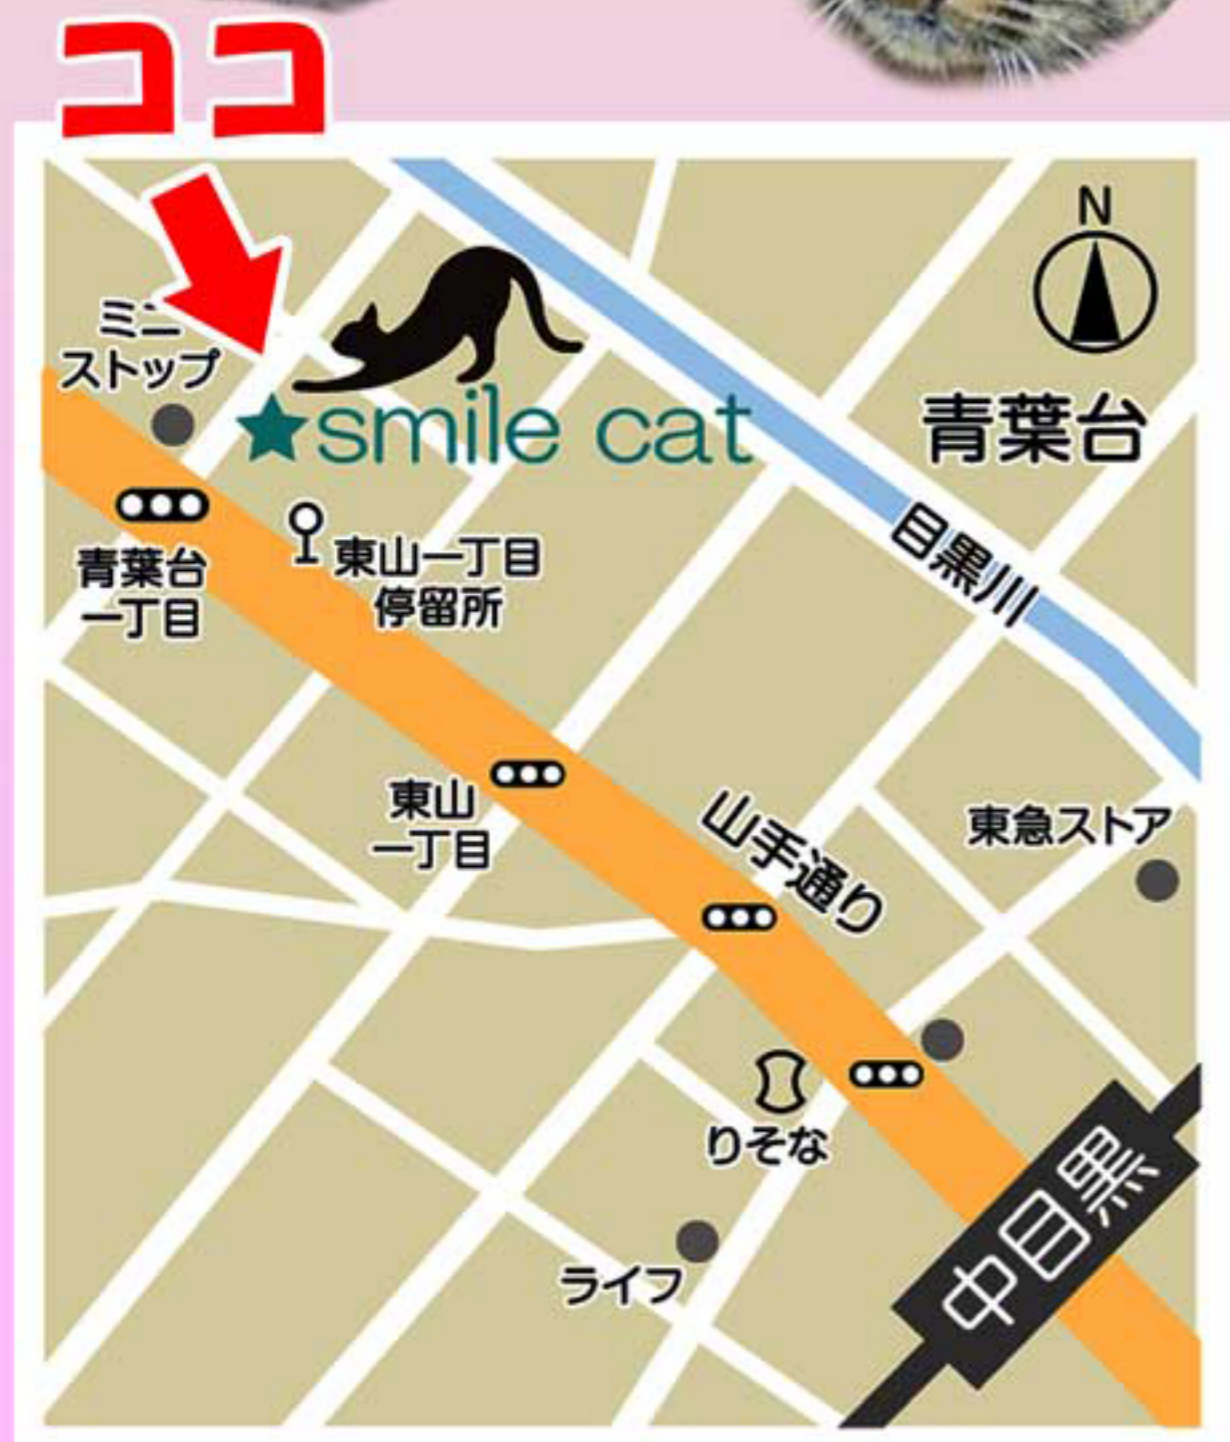 ココ
N
ミニ
ストップ
smile cat
青葉台
目黒川
青葉台
一丁目
東山一丁目
停留所
東山
一丁目
山手通り
東急ストア
りそな
ライフ
中目黒